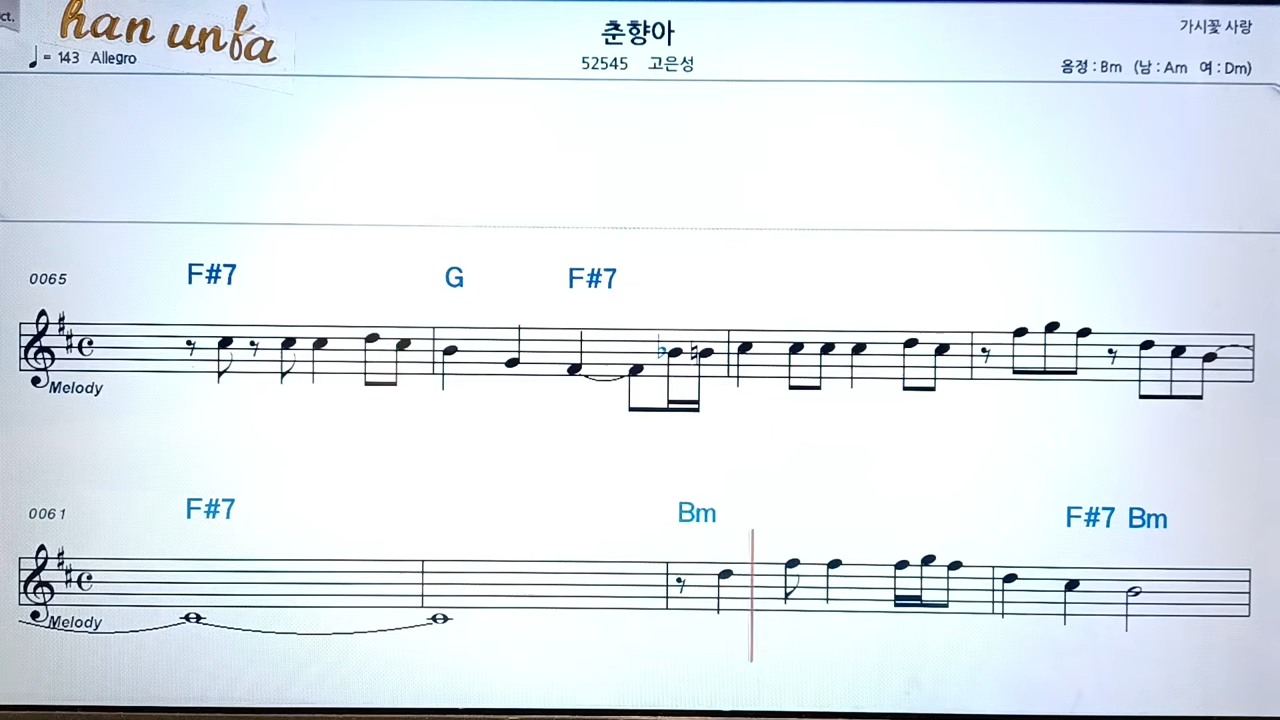 ct.
han unfa
♩= 143 Allegro
춘향아
52545 고은성
가시꽃 사랑
음정 : Bm (남 : Am 여 : Dm)
0065 F#7 G F#7
Melody
0061 F#7 Bm F#7 Bm
Melody